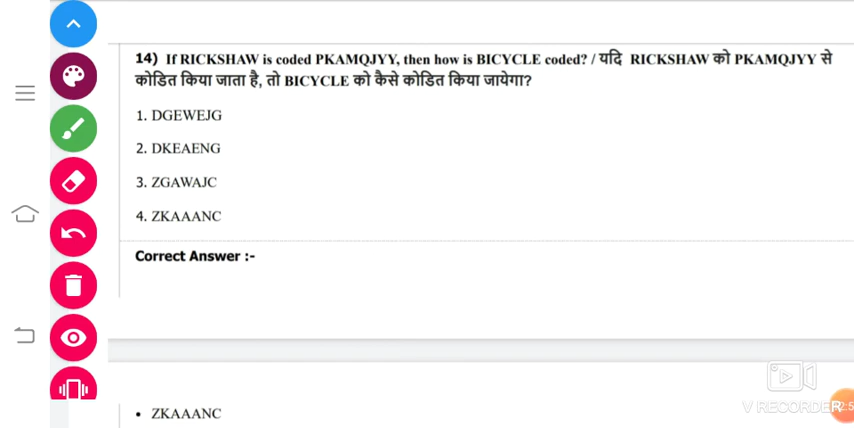 14) If RICKSHAW is coded PKAMQJYY, then how is BICYCLE coded? / यदि RICKSHAW को PKAMQJYY से
कोडित किया जाता है, तो BICYCLE को कैसे कोडित किया जायेगा?
1. DGEWEJG
2. DKEAENG
3. ZGAWAJC
4. ZKAAANC
Correct Answer :-
• ZKAAANC
V RECORDER